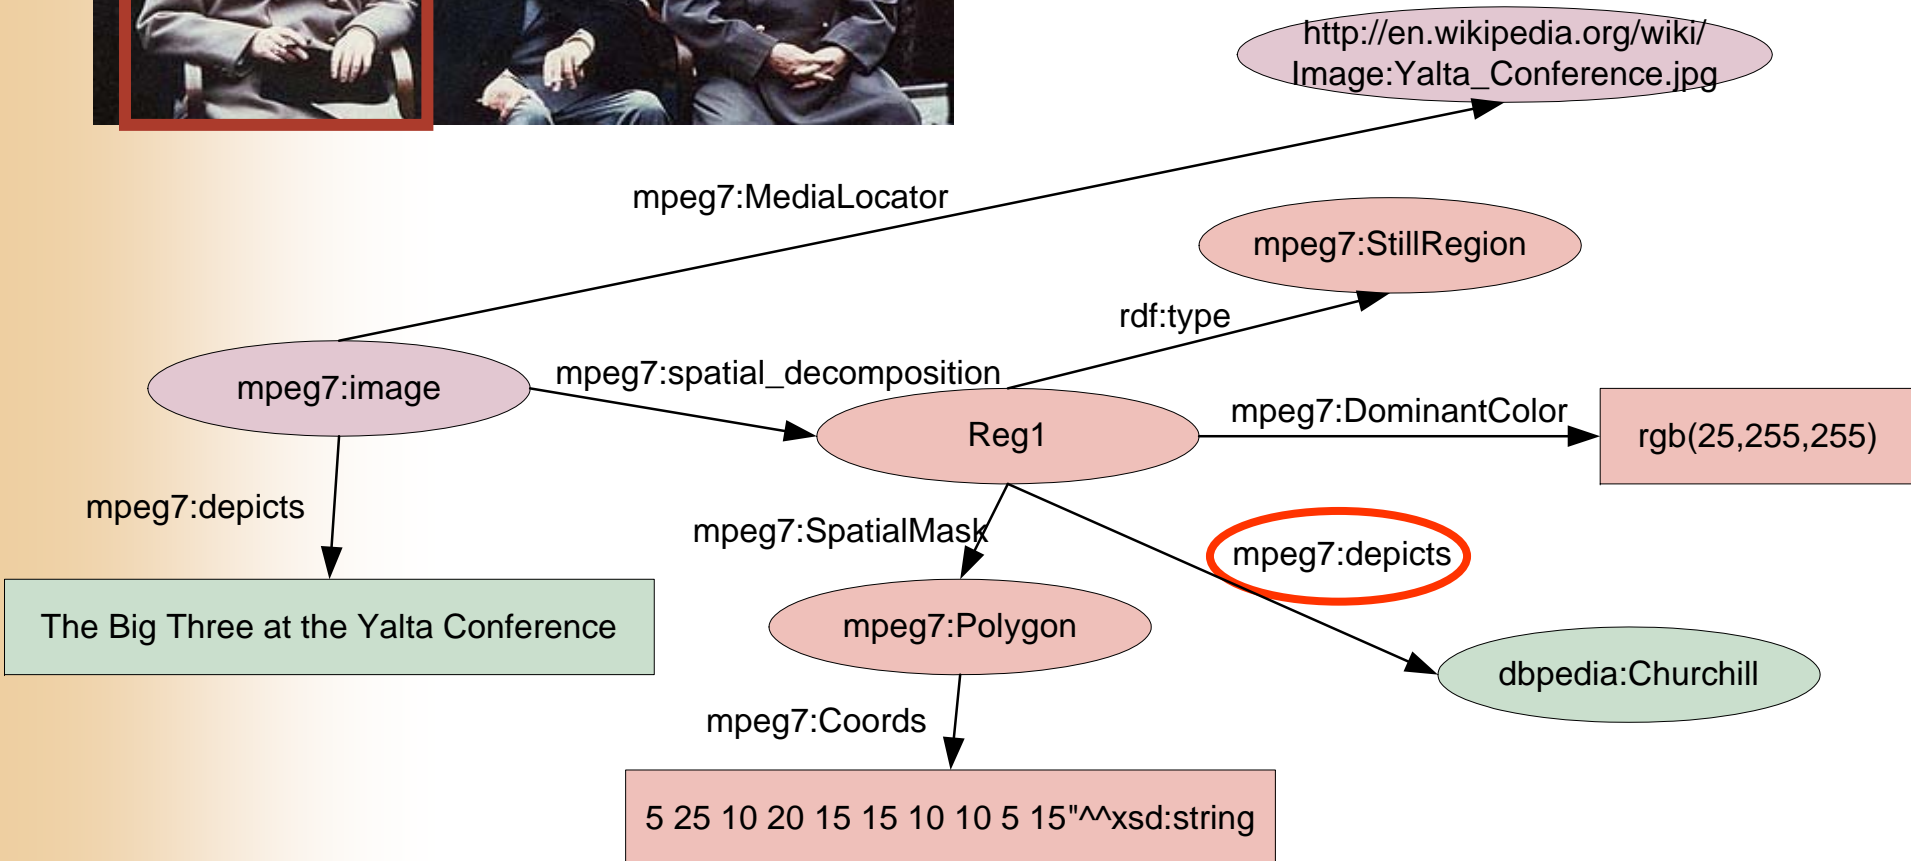 http://en.wikipedia.org/wiki/
Image:Yalta_Conference.jpg
mpeg7:MediaLocator
mpeg7:StillRegion
rdf:type
mpeg7:image
mpeg7:spatial_decomposition
Reg1
mpeg7:DominantColor
rgb(25,255,255)
mpeg7:depicts
mpeg7:SpatialMask
mpeg7:depicts
The Big Three at the Yalta Conference
mpeg7:Polygon
dbpedia:Churchill
mpeg7:Coords
5 25 10 20 15 15 10 10 5 15"^^xsd:string